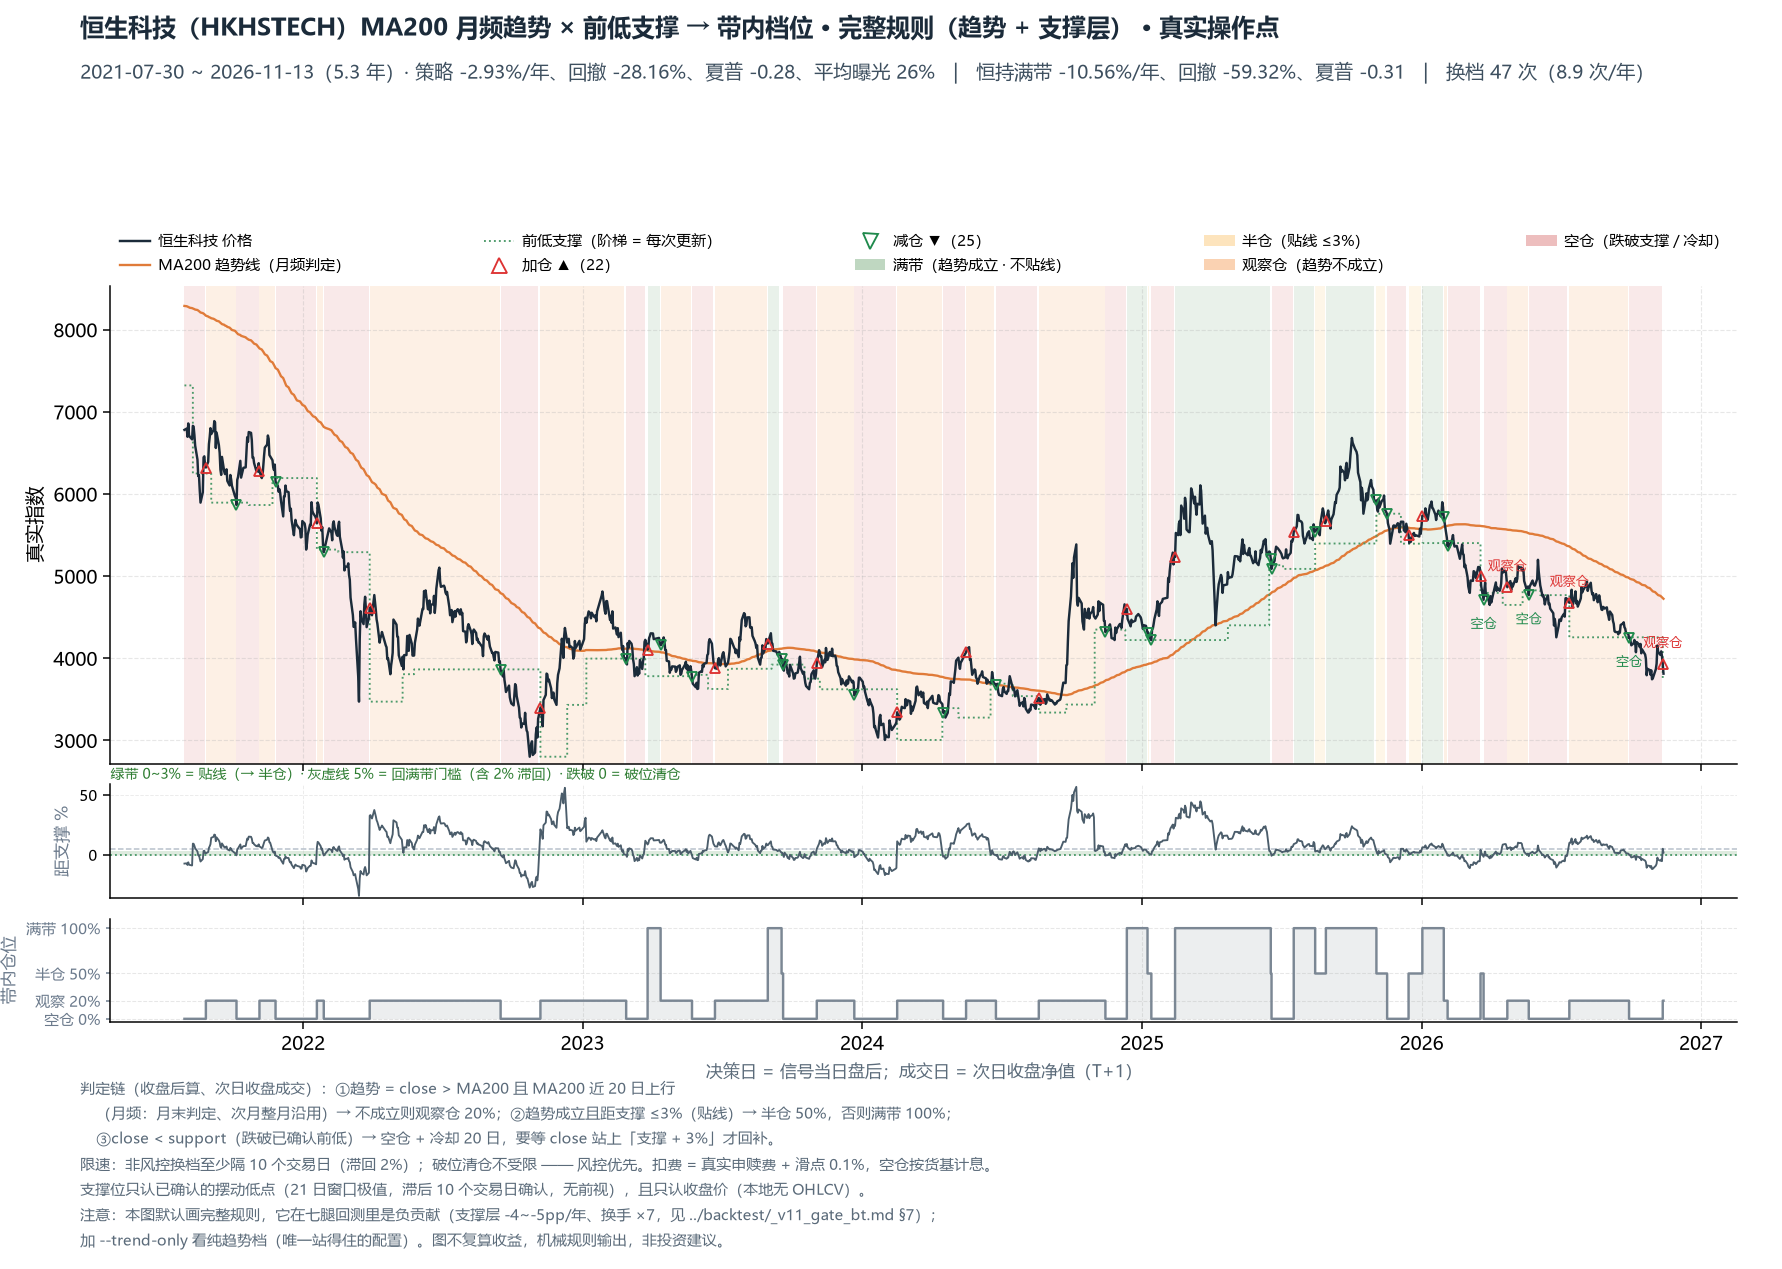 恒生科技（HKHSTECH）MA200 月频趋势 × 前低支撑 → 带内档位 • 完整规则（趋势 + 支撑层） • 真实操作点
2021-07-30 ~ 2026-11-13（5.3 年）· 策略 -2.93%/年、回撤 -28.16%、夏普 -0.28、平均曝光 26% | 恒持满带 -10.56%/年、回撤 -59.32%、夏普 -0.31 | 换档 47 次（8.9 次/年）
恒生科技 价格
MA200 趋势线（月频判定）
前低支撑（阶梯 = 每次更新）
加仓 ▲（22）
减仓 ▼（25）
满带（趋势成立 · 不贴线）
半仓（贴线 ≤3%）
观察仓（趋势不成立）
空仓（跌破支撑 / 冷却）
真实指数
8000
7000
6000
5000
4000
3000
观察仓
观察仓
空仓
空仓
观察仓
空仓
绿带 0~3% = 贴线（→ 半仓）· 灰虚线 5% = 回满带门槛（含 2% 滞回）· 跌破 0 = 破位清仓
距支撑 %
50
0
带内仓位
满带 100%
半仓 50%
观察 20%
空仓 0%
2022
2023
2024
2025
2026
2027
决策日 = 信号当日盘后；成交日 = 次日收盘净值（T+1）
判定链（收盘后算、次日收盘成交）：①趋势 = close > MA200 且 MA200 近 20 日上行
（月频：月末判定、次月整月沿用）→ 不成立则观察仓 20%；②趋势成立且距支撑 ≤3%（贴线）→ 半仓 50%，否则满带 100%；
③close < support（跌破已确认前低）→ 空仓 + 冷却 20 日，要等 close 站上「支撑 + 3%」才回补。
限速：非风控换档至少隔 10 个交易日（滞回 2%）；破位清仓不受限 —— 风控优先。扣费 = 真实申赎费 + 滑点 0.1%，空仓按货基计息。
支撑位只认已确认的摆动低点（21 日窗口极值，滞后 10 个交易日确认，无前视），且只认收盘价（本地无 OHLCV）。
注意：本图默认画完整规则，它在七腿回测里是负贡献（支撑层 -4~-5pp/年、换手 ×7，见 ../backtest/_v11_gate_bt.md §7）；
加 --trend-only 看纯趋势档（唯一站得住的配置）。图不复算收益，机械规则输出，非投资建议。